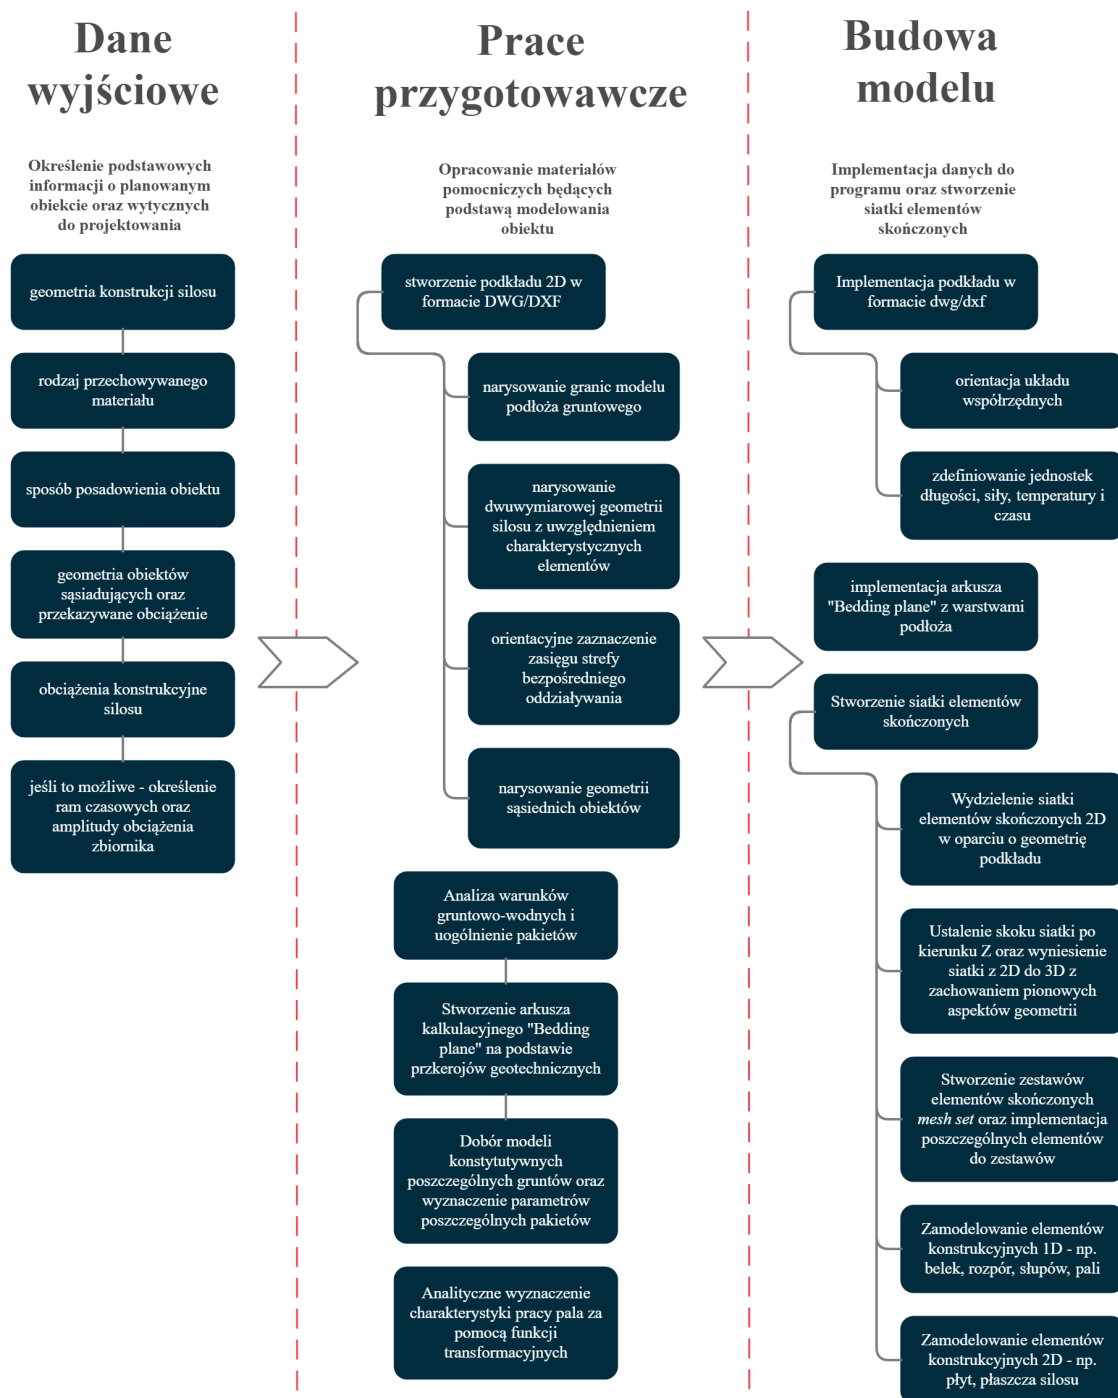 Dane
wyjściowe
Określenie podstawowych
informacji o planowanym
obiekcie oraz wytycznych
do projektowania
geometria konstrukcji silosu
rodzaj przechowywanego
materiału
sposób posadowienia obiektu
geometria obiektów
sąsiadujących oraz
przekazywane obciążenie
obciążenia konstrukcyjne
silosu
jeśli to możliwe - określenie
ram czasowych oraz
amplitudy obciążenia
zbiornika
Prace
przygotowawcze
Opracowanie materiałów
pomocniczych będących
podstawą modelowania
obiektu
stworzenie podkładu 2D w
formacie DWG/DXF
narysowanie granic modelu
podłoża gruntowego
narysowanie
dwuwymiarowej geometrii
silosu z uwzględnieniem
charakterystycznych
elementów
orientacyjne zaznaczenie
zasięgu strefy
bezpośredniego
oddziaływania
narysowanie geometrii
sąsiednich obiektów
Analiza warunków
gruntowo-wodnych i
uogólnienie pakietów
Stworzenie arkusza
kalkulacyjnego "Bedding
plane" na podstawie
przkerojów geotechnicznych
Dobór modeli
konstytutywnych
poszczególnych gruntów oraz
wyznaczenie parametrów
poszczególnych pakietów
Analityczne wyznaczenie
charakterystyki pracy pala za
pomocą funkcji
transformacyjnych
Budowa
modelu
Implementacja danych do
programu oraz stworzenie
siatki elementów
skończonych
Implementacja podkładu w
formacie dwg/dxf
orientacja układu
współrzędnych
zdefiniowanie jednostek
długości, siły, temperatury i
czasu
implementacja arkusza
"Bedding plane" z warstwami
podłoża
Stworzenie siatki elementów
skończonych
Wydzielenie siatki
elementów skończonych 2D
w oparciu o geometrię
podkładu
Ustalenie skoku siatki po
kierunku Z oraz wyniesienie
siatki z 2D do 3D z
zachowaniem pionowych
aspektów geometrii
Stworzenie zestawów
elementów skończonych
mesh set oraz implementacja
poszczególnych elementów
do zestawów
Zamodelowanie elementów
konstrukcyjnych 1D - np.
belek, rozpór, słupów, pali
Zamodelowanie elementów
konstrukcyjnych 2D - np.
płyt, płaszcza silosu